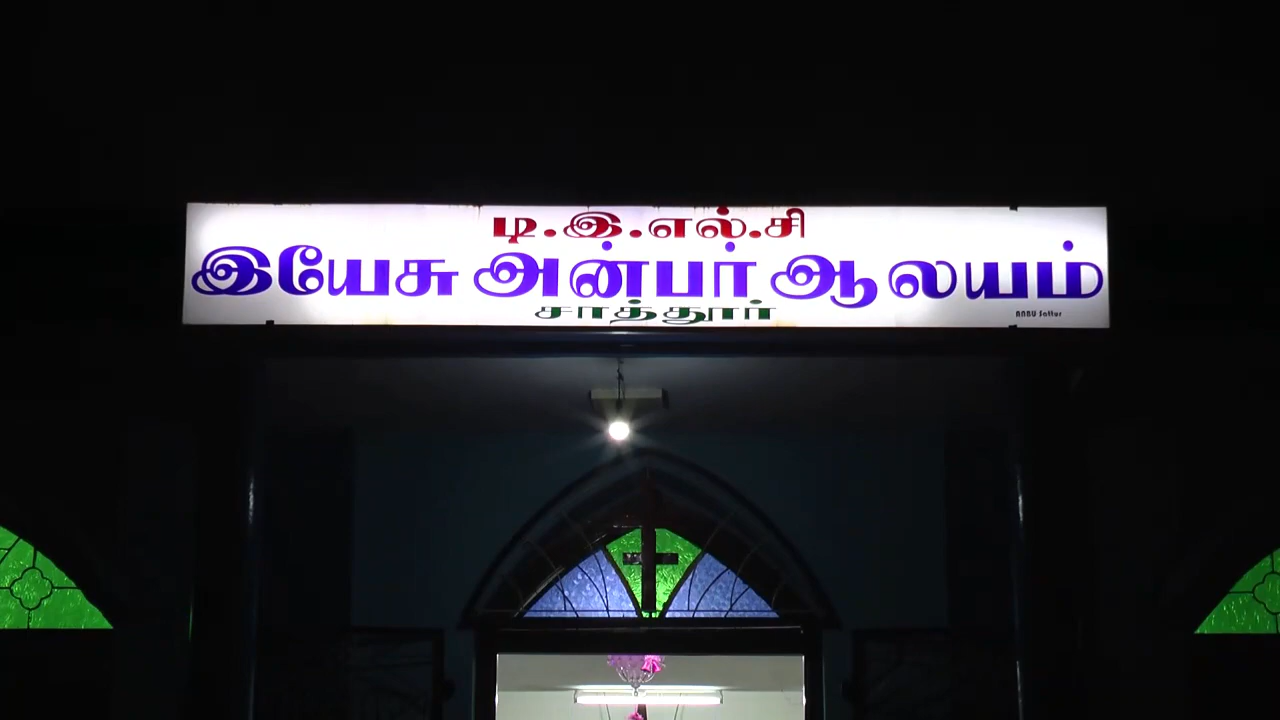 டி.இ.எல்.சி
இயேசு அன்பர் ஆலயம்
சாத்தூர்
ANBU Sattur